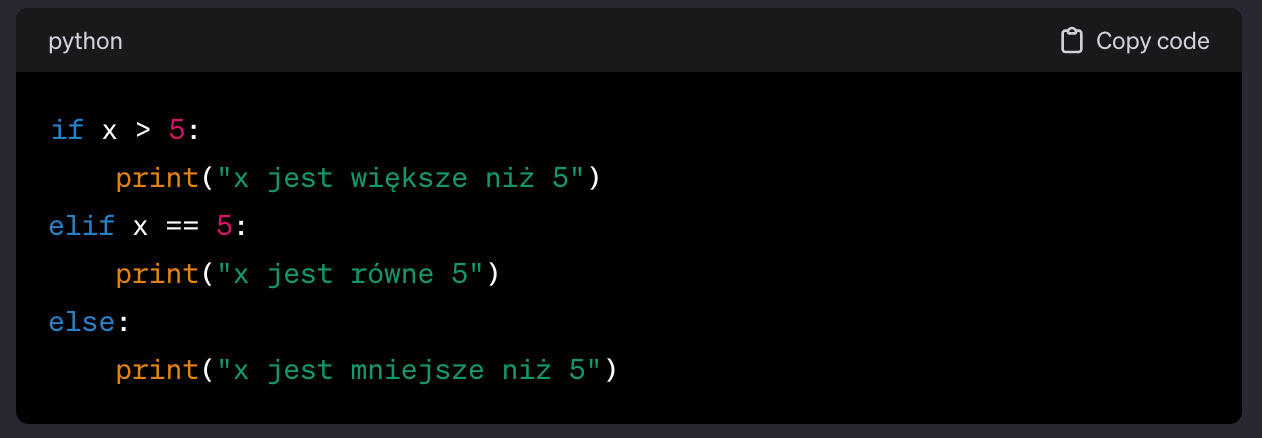 python
Copy code
if x > 5:
    print("x jest większe niż 5")
elif x == 5:
    print("x jest równe 5")
else:
    print("x jest mniejsze niż 5")